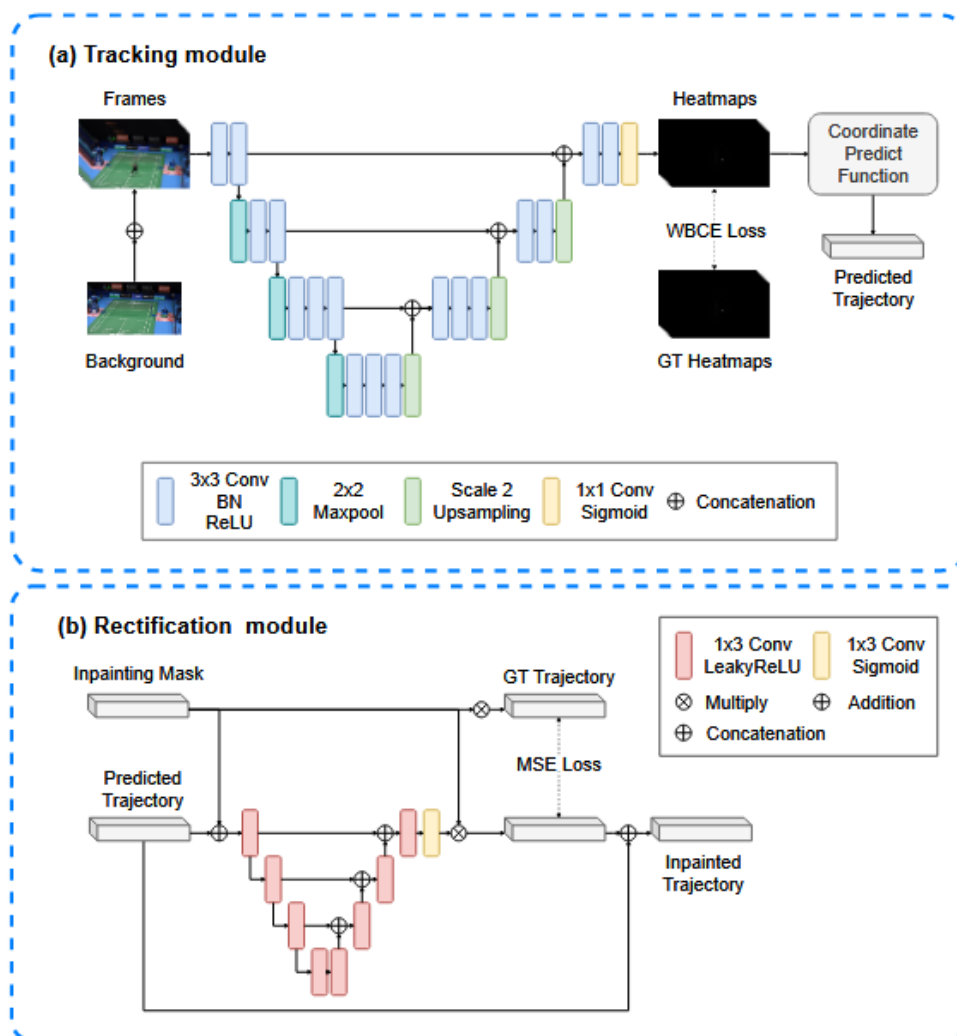 (a) Tracking module
Frames
Heatmaps
Coordinate
Predict
Function
WBCE Loss
Predicted
Trajectory
Background
GT Heatmaps
3x3 Conv
BN
ReLU
2x2
Maxpool
Scale 2
Upsampling
1x1 Conv
Sigmoid
Concatenation
(b) Rectification module
1x3 Conv
LeakyReLU
1x3 Conv
Sigmoid
Multiply
Addition
Concatenation
Inpainting Mask
GT Trajectory
MSE Loss
Predicted
Trajectory
Inpainted
Trajectory